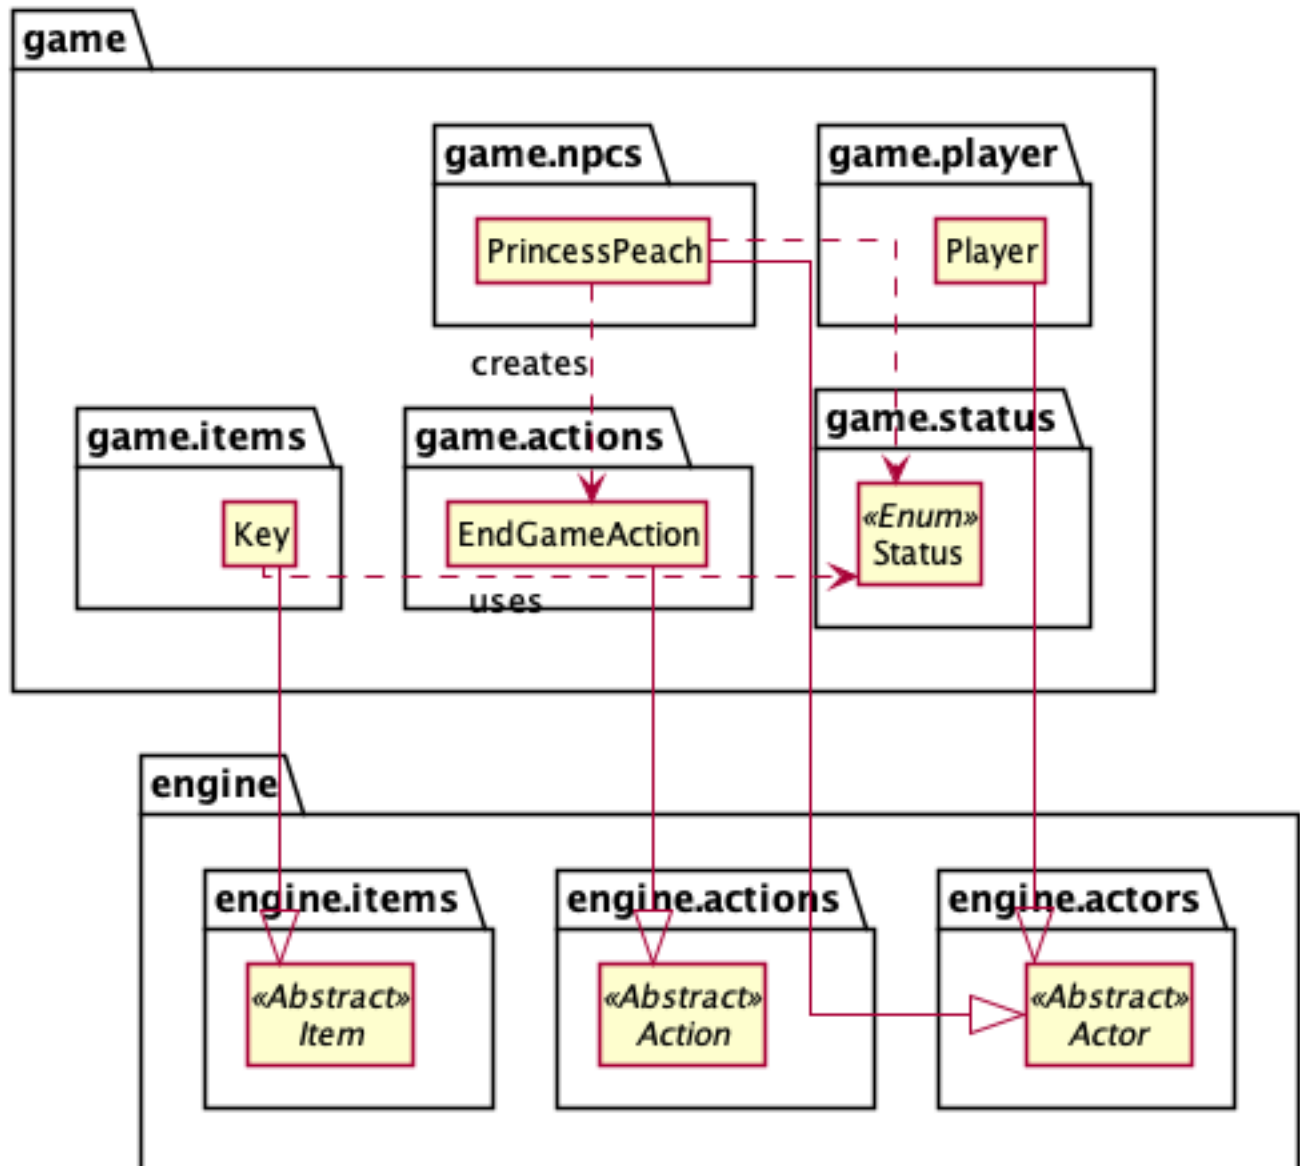 game
game.npcs
game.player
PrincessPeach
Player
creates
game.items
game.actions
game.status
Key
EndGameAction
«Enum»
Status
uses
engine
engine.items
engine.actions
engine.actors
«Abstract»
Item
«Abstract»
Action
«Abstract»
Actor